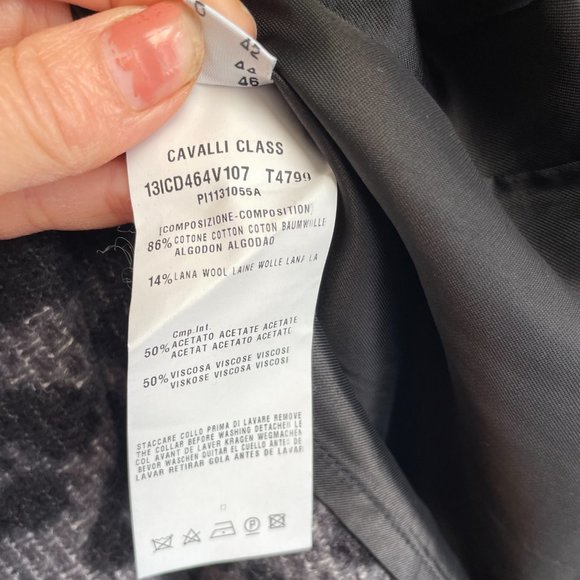 42
46
CAVALLI CLASS
13ICD464V107 T4799
PI1131055A
[COMPOSIZIONE-COMPOSITION]
86% COTONE COTTON COTON BAUMWOLLE
ALGODON ALGODAO
14% LANA WOOL LAINE WOLLE LANA LA
Cmp.Int.
50% ACETATO ACETATE ACETATE
ACETAT ACETATO ACETATO
50% VISCOSA VISCOSE VISCOSE
VISKOSE VISCOSA VISCOSE
STACCARE COLLO PRIMA DI LAVARE REMOVE
THE COLLAR BEFORE WASHING DETACHER LE
COL AVANT DE LAVER KRAGEN WEGMACHEN
BEVOR WASCHEN QUITAR EL CUELLO ANTES DE
LAVAR RETIRAR GOLA ANTES DE LAVAR
P